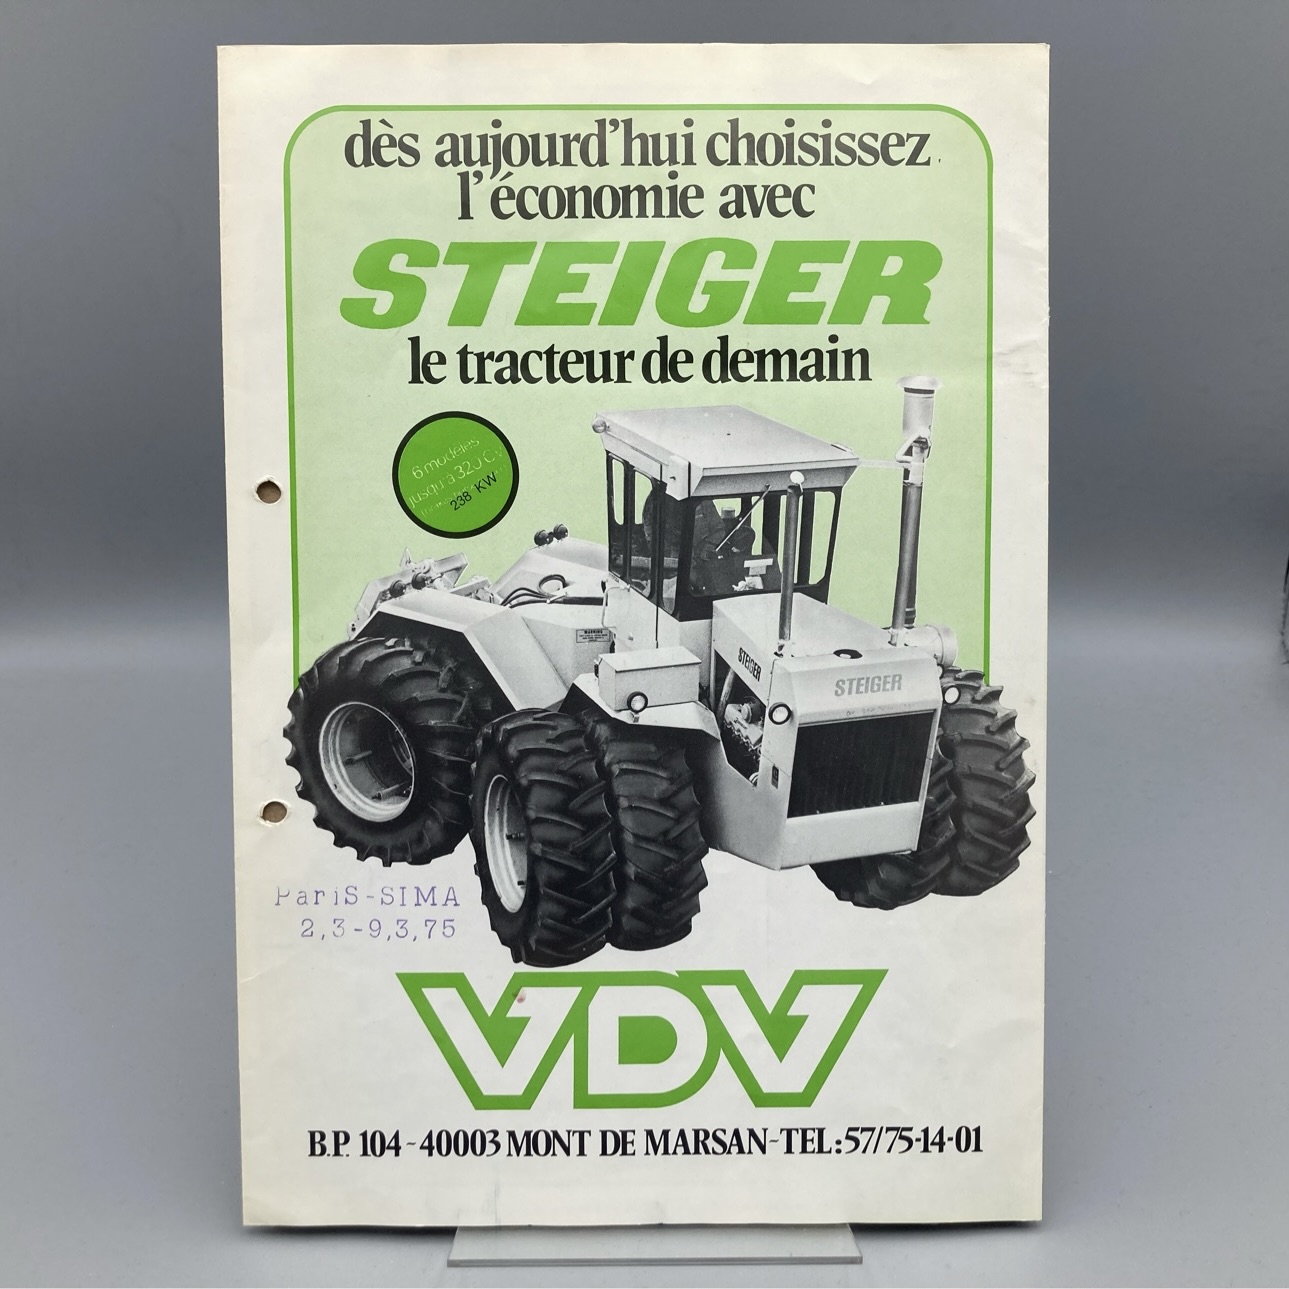 dès aujourd'hui choisissez
l'économie avec
STEIGER
le tracteur de demain
6 modèles
jusqu'à 320 CV
238 KW
WARNING
STEIGER
STEIGER
PariS-SIMA
2,3-9,3,75
VDV
B.P. 104-40003 MONT DE MARSAN-TEL:57/75-14-01